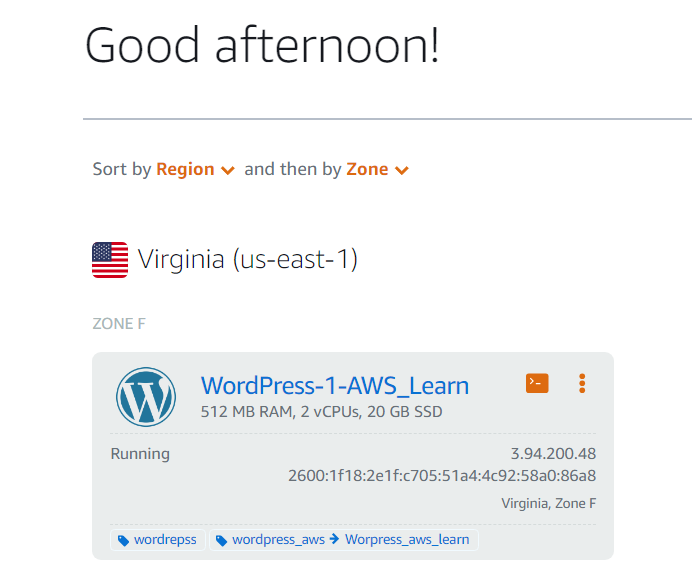 Good afternoon!
Sort by Region and then by Zone
Virginia (us-east-1)
ZONE F
WordPress-1-AWS_Learn
512 MB RAM, 2 vCPUs, 20 GB SSD
Running 3.94.200.48
2600:1f18:2e1f:c705:51a4:4c92:58a0:86a8
Virginia, Zone F
wordrepss wordpress_aws → Worpress_aws_learn